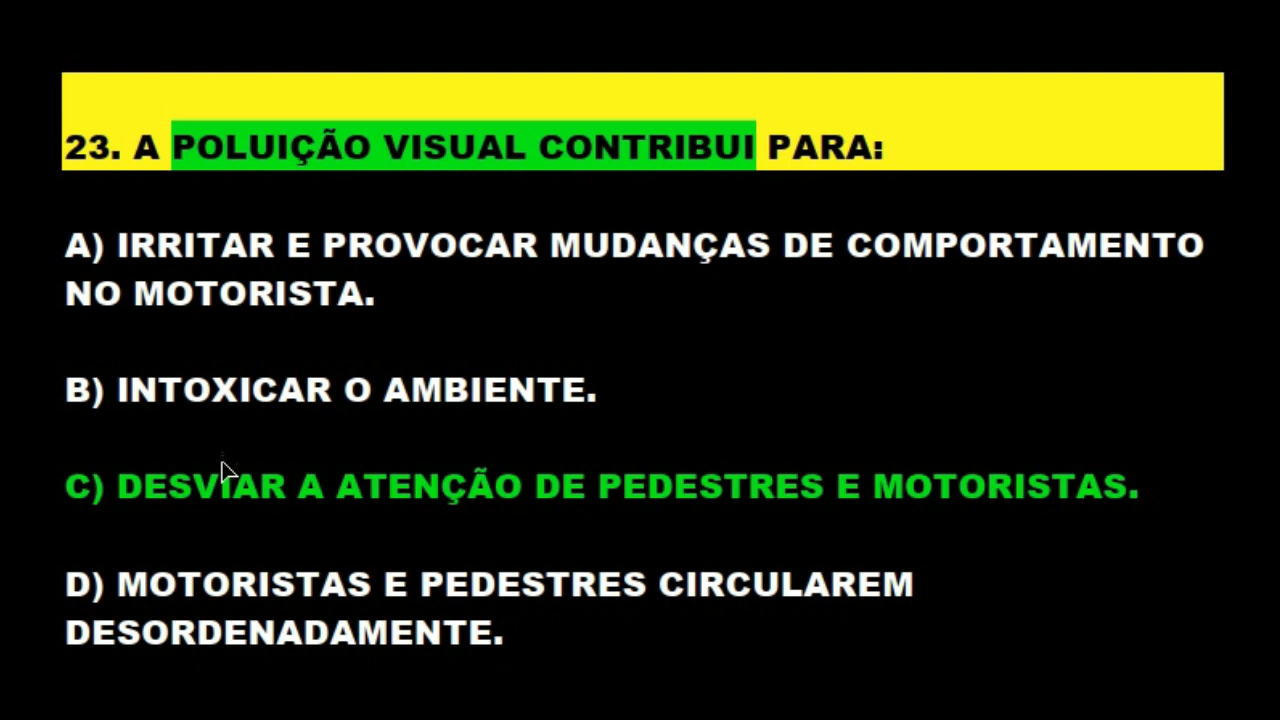 23. A POLUIÇÃO VISUAL CONTRIBUI PARA:
A) IRRITAR E PROVOCAR MUDANÇAS DE COMPORTAMENTO
NO MOTORISTA.
B) INTOXICAR O AMBIENTE.
C) DESVIAR A ATENÇÃO DE PEDESTRES E MOTORISTAS.
D) MOTORISTAS E PEDESTRES CIRCULAREM
DESORDENADAMENTE.